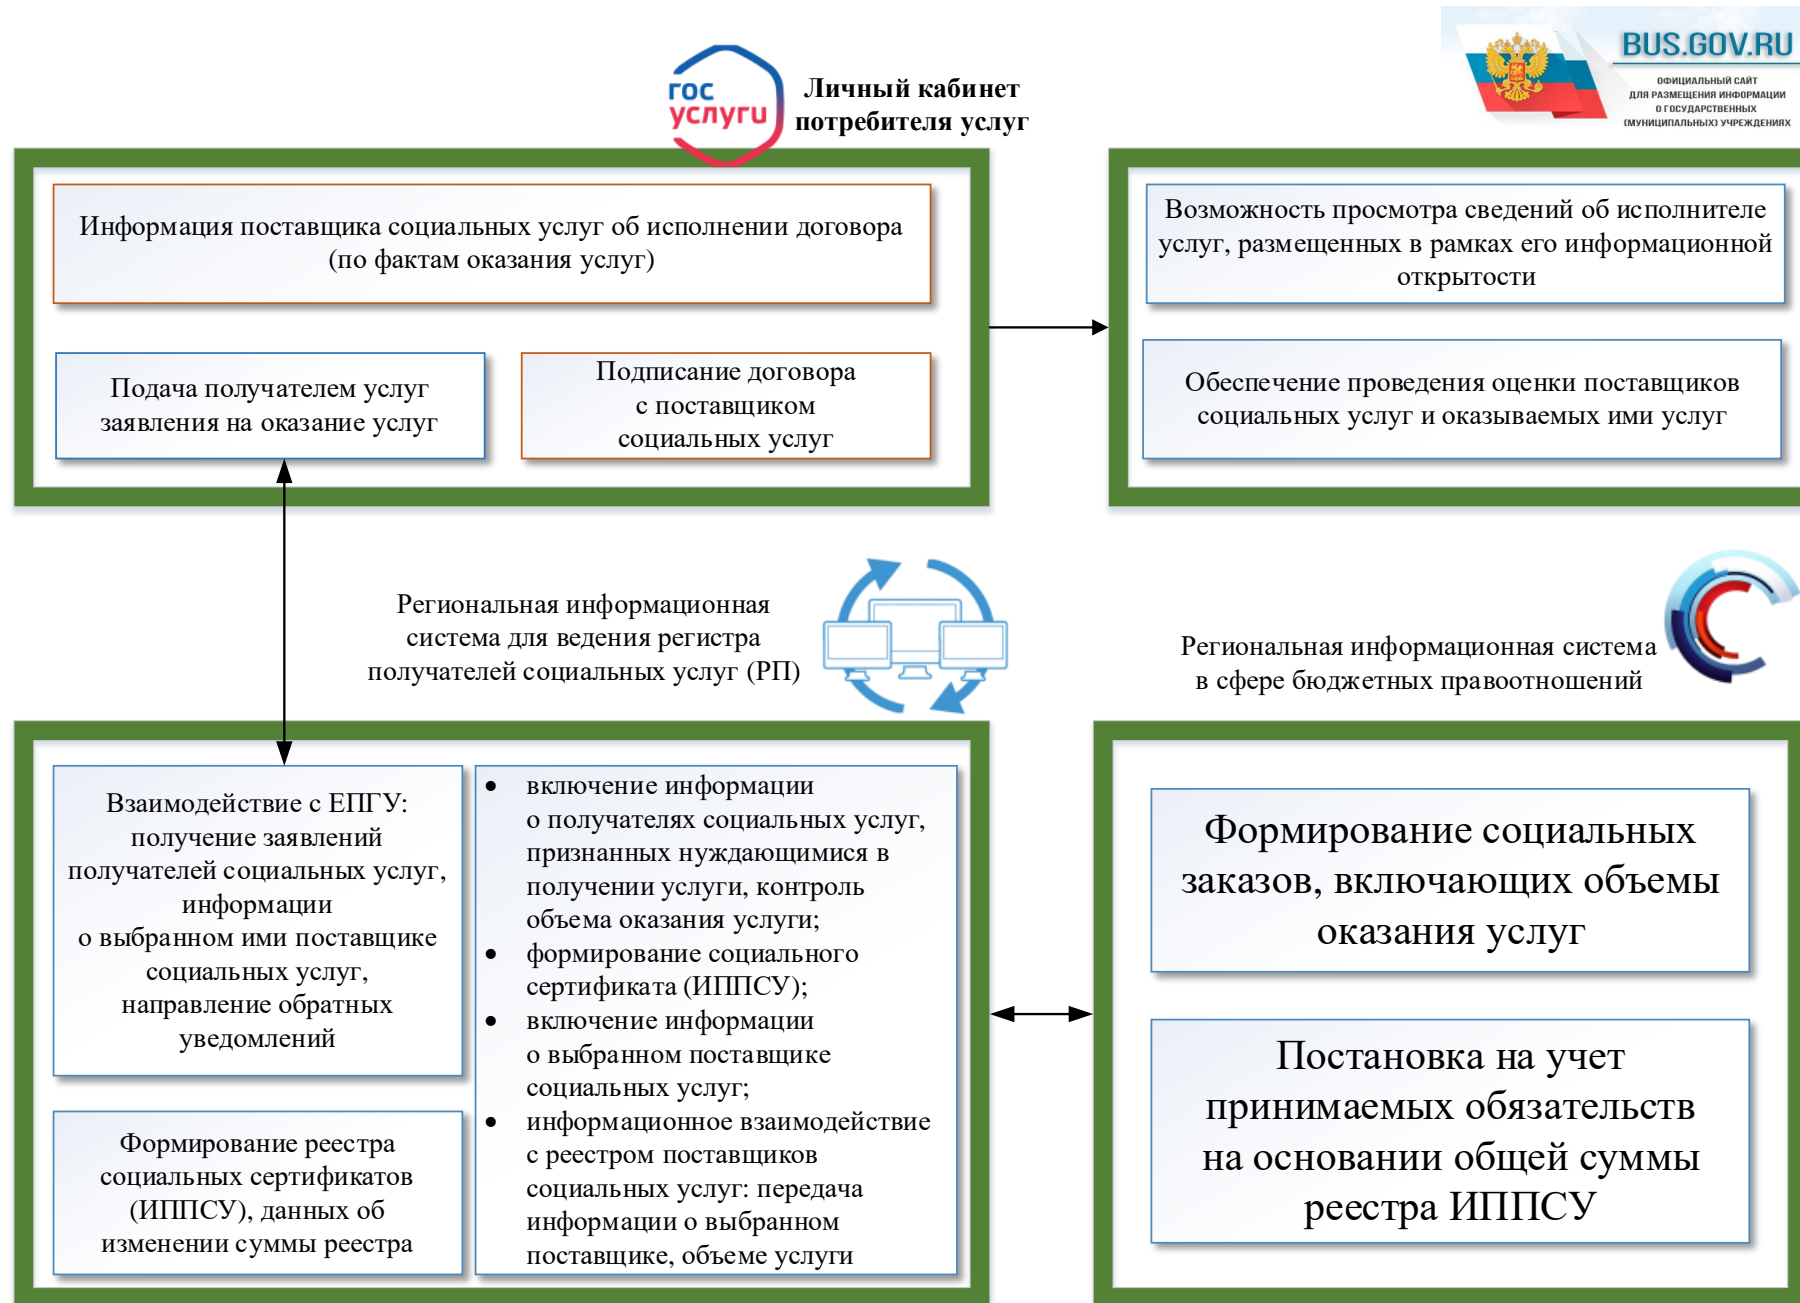 гос
услуги
Личный кабинет
потребителя услуг
BUS.GOV.RU
ОФИЦИАЛЬНЫЙ САЙТ
ДЛЯ РАЗМЕЩЕНИЯ ИНФОРМАЦИИ
О ГОСУДАРСТВЕННЫХ
(МУНИЦИПАЛЬНЫХ) УЧРЕЖДЕНИЯХ
Информация поставщика социальных услуг об исполнении договора
(по фактам оказания услуг)
Подача получателем услуг
заявления на оказание услуг
Подписание договора
с поставщиком
социальных услуг
Возможность просмотра сведений об исполнителе
услуг, размещенных в рамках его информационной
открытости
Обеспечение проведения оценки поставщиков
социальных услуг и оказываемых ими услуг
Региональная информационная
система для ведения регистра
получателей социальных услуг (РП)
Региональная информационная система
в сфере бюджетных правоотношений
Взаимодействие с ЕПГУ:
получение заявлений
получателей социальных услуг,
информации
о выбранном ими поставщике
социальных услуг,
направление обратных
уведомлений
Формирование реестра
социальных сертификатов
(ИППСУ), данных об
изменении суммы реестра
• включение информации
о получателях социальных услуг,
признанных нуждающимися в
получении услуги, контроль
объема оказания услуги;
• формирование социального
сертификата (ИППСУ);
• включение информации
о выбранном поставщике
социальных услуг;
• информационное взаимодействие
с реестром поставщиков
социальных услуг: передача
информации о выбранном
поставщике, объеме услуги
Формирование социальных
заказов, включающих объемы
оказания услуг
Постановка на учет
принимаемых обязательств
на основании общей суммы
реестра ИППСУ